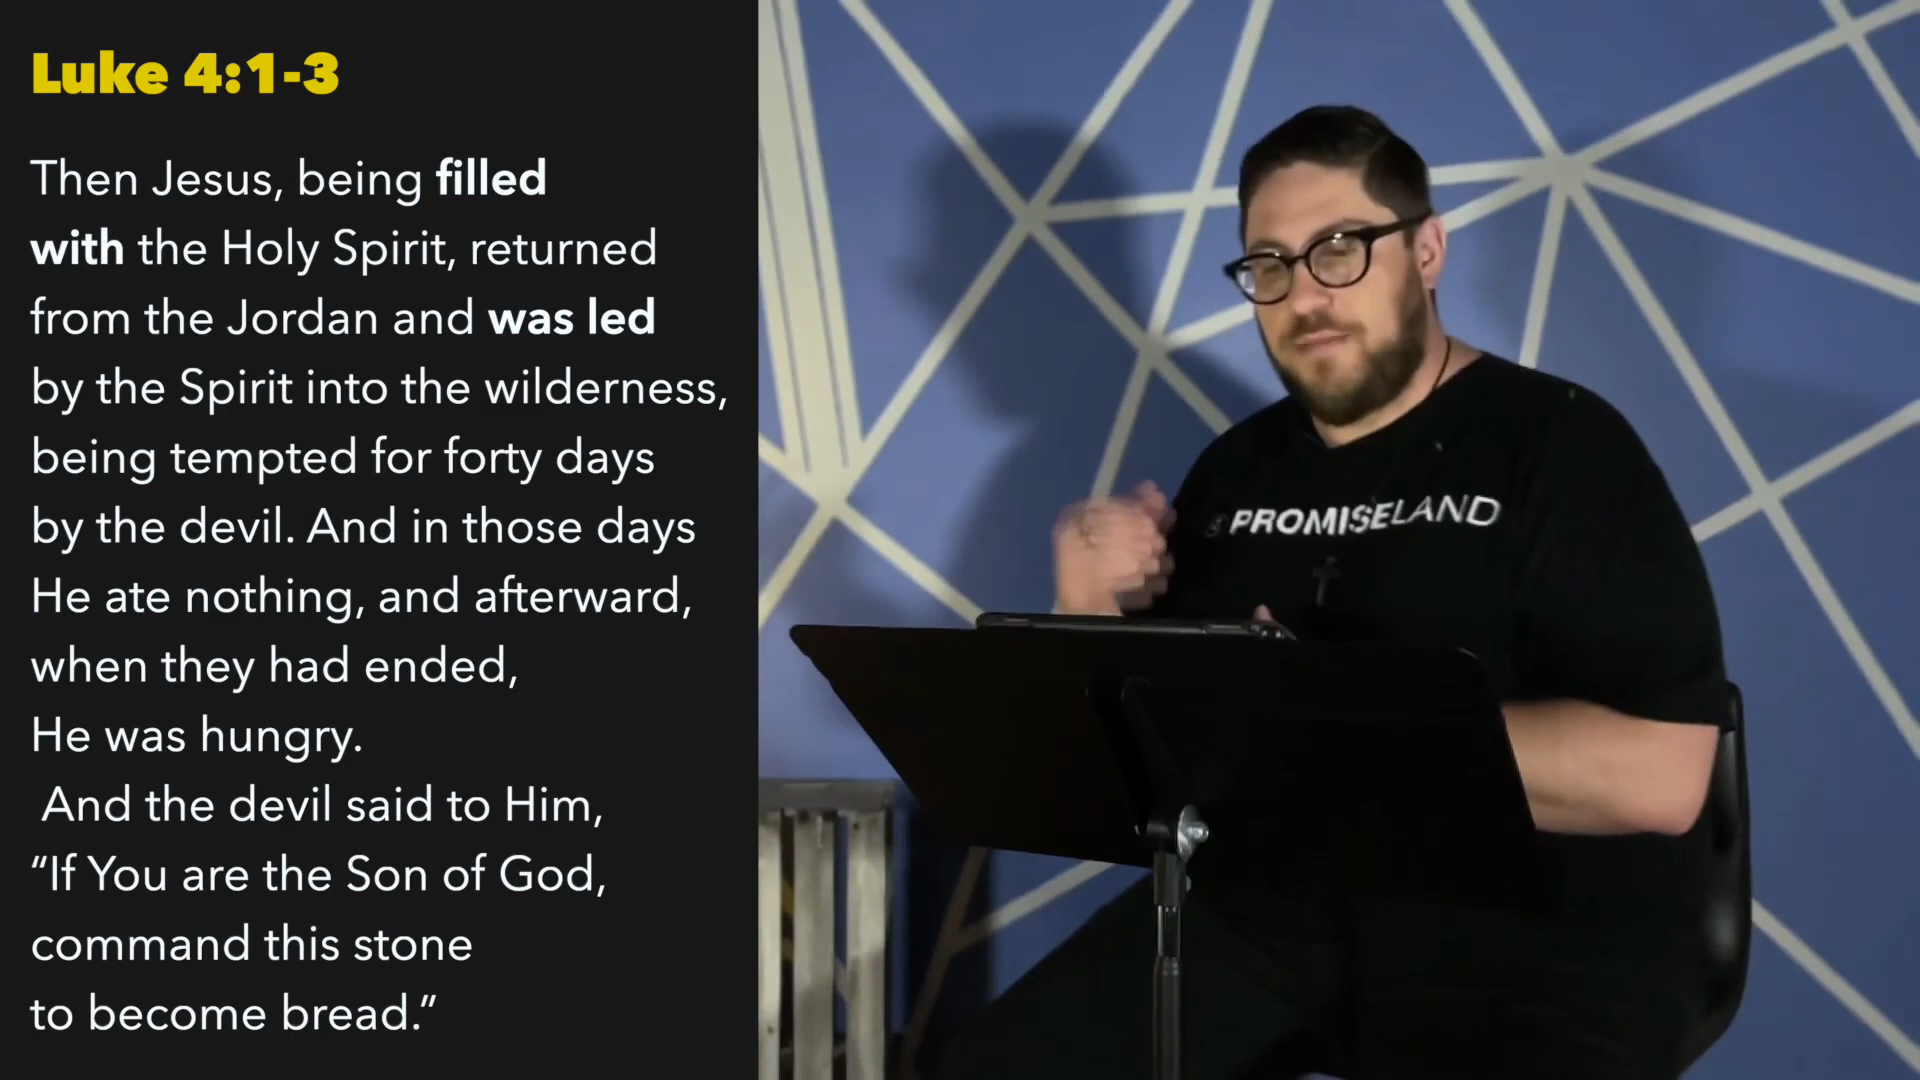 Luke 4:1-3
Then Jesus, being filled
with the Holy Spirit, returned
from the Jordan and was led
by the Spirit into the wilderness,
being tempted for forty days
by the devil. And in those days
He ate nothing, and afterward,
when they had ended,
He was hungry.
And the devil said to Him,
“If You are the Son of God,
command this stone
to become bread.”
PROMISELAND